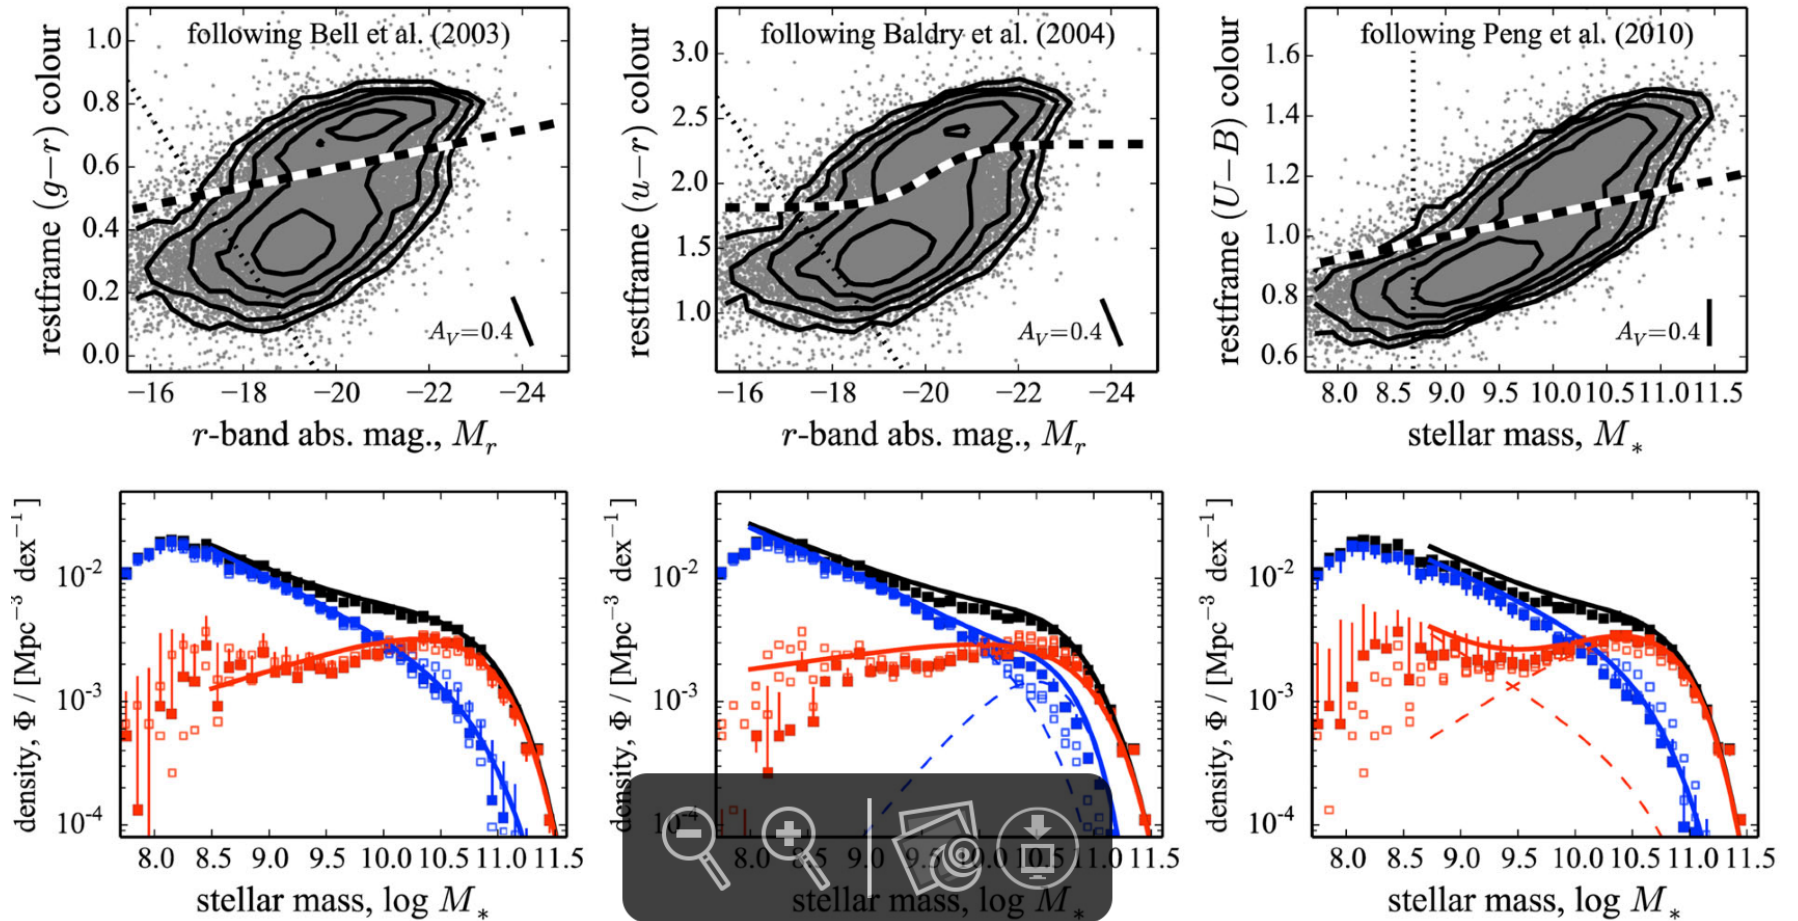 following Bell et al. (2003)
restframe (g−r) colour
1.0
0.8
0.6
0.4
0.2
0.0
A_V=0.4
−16 −18 −20 −22 −24
r-band abs. mag., M_r
following Baldry et al. (2004)
restframe (u−r) colour
3.0
2.5
2.0
1.5
1.0
A_V=0.4
−16 −18 −20 −22 −24
r-band abs. mag., M_r
following Peng et al. (2010)
restframe (U−B) colour
1.6
1.4
1.2
1.0
0.8
0.6
A_V=0.4
8.0 8.5 9.0 9.5 10.0 10.5 11.0 11.5
stellar mass, M_*
density, Φ / [Mpc⁻³ dex⁻¹]
10⁻²
10⁻³
10⁻⁴
8.0 8.5 9.0 9.5 10.0 10.5 11.0 11.5
stellar mass, log M_*
density, Φ / [Mpc⁻³ dex⁻¹]
10⁻²
10⁻³
10⁻⁴
8.0 8.5 9.0 9.5 10.0 10.5 11.0 11.5
stellar mass, log M_*
density, Φ / [Mpc⁻³ dex⁻¹]
10⁻²
10⁻³
10⁻⁴
8.0 8.5 9.0 9.5 10.0 10.5 11.0 11.5
stellar mass, log M_*